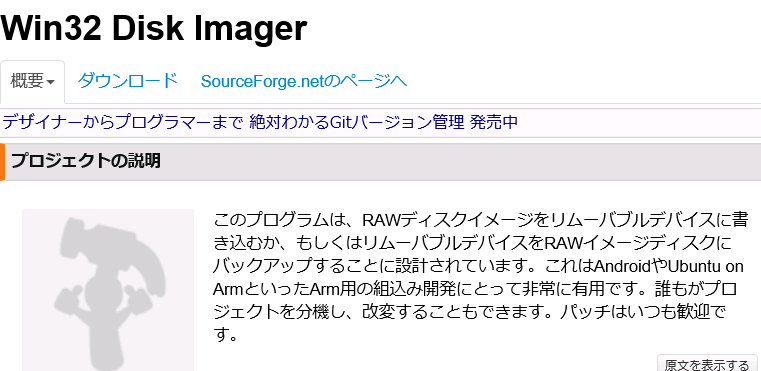 Win32 Disk Imager
概要 ダウンロード SourceForge.netのページへ
デザイナーからプログラマーまで 絶対わかるGitバージョン管理 発売中
プロジェクトの説明
このプログラムは、RAWディスクイメージをリムーバブルデバイスに書
き込むか、もしくはリムーバブルデバイスをRAWイメージディスクに
バックアップすることに設計されています。これはAndroidやUbuntu on
ArmといったArm用の組込み開発にとって非常に有用です。誰もがプロ
ジェクトを分機し、改変することもできます。パッチはいつも歓迎で
す。
原文を表示する